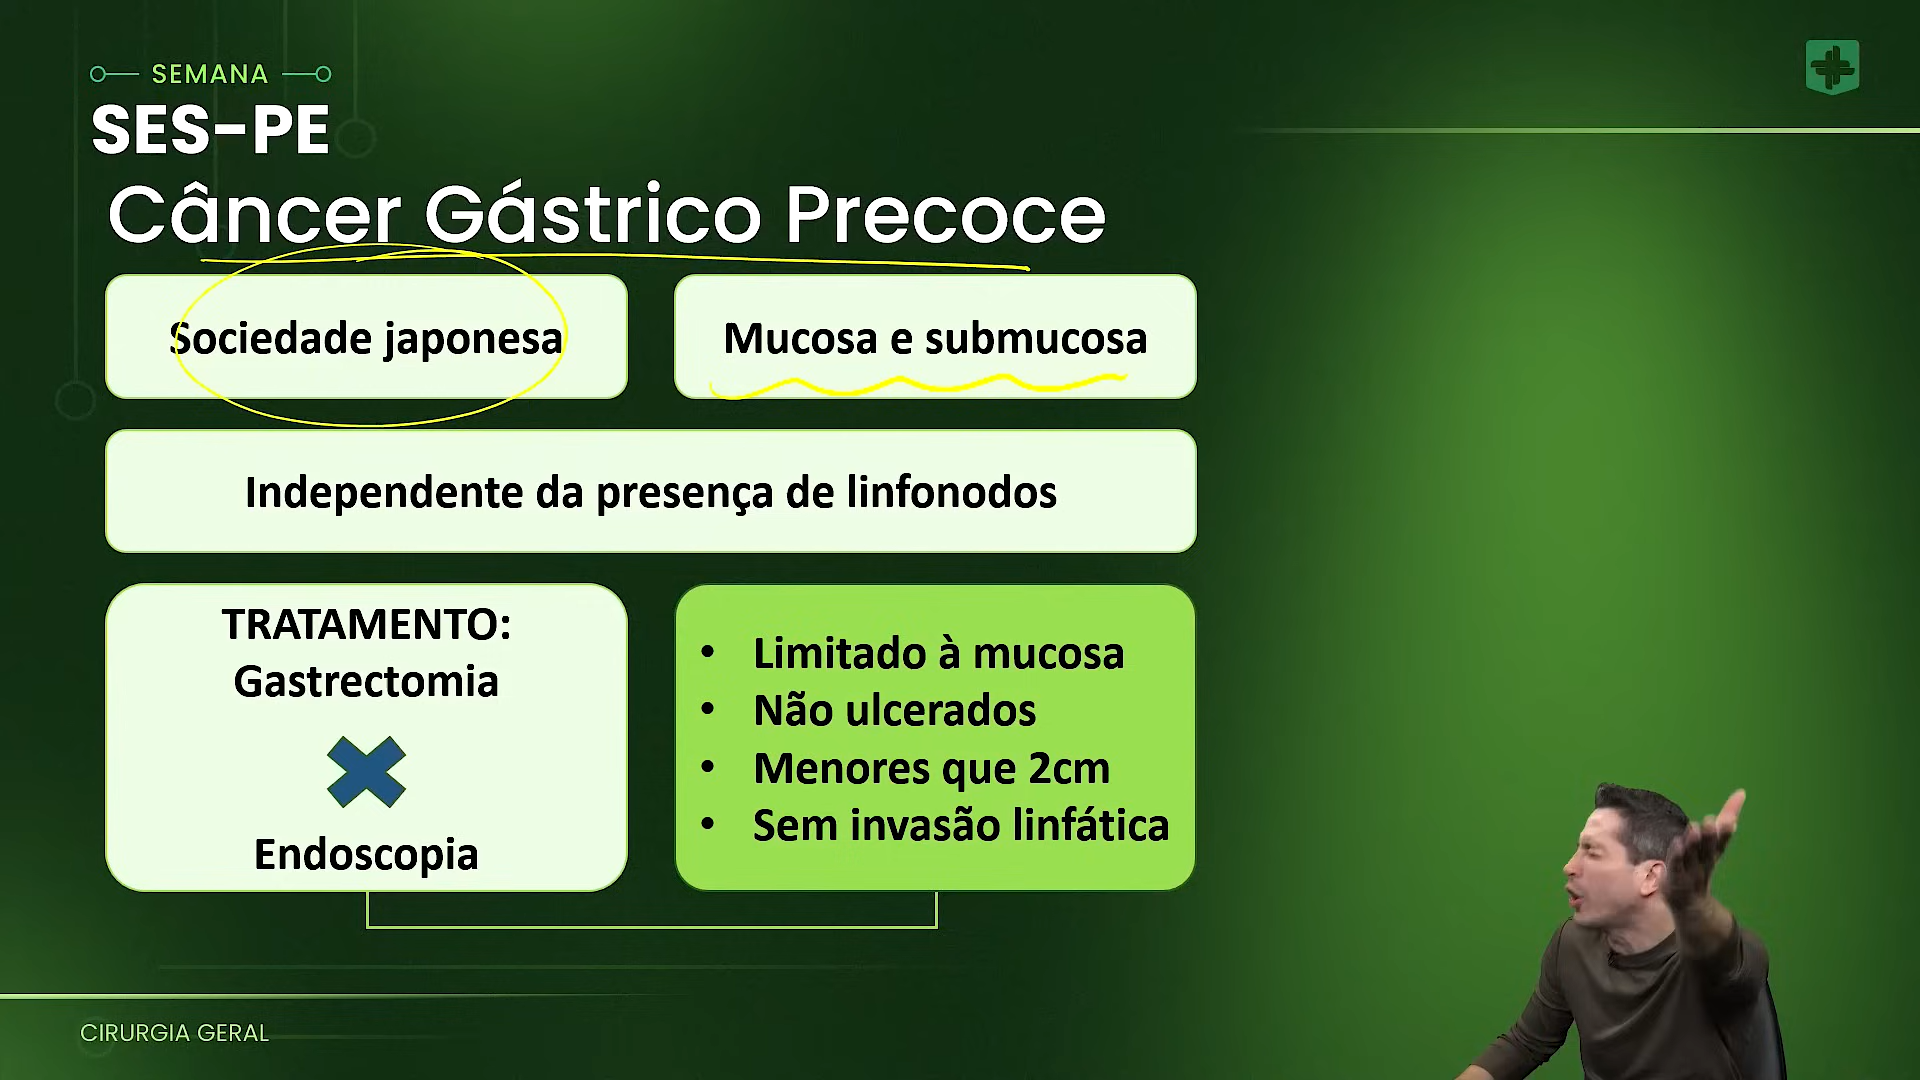 SEMANA
SES-PE
Câncer Gástrico Precoce
Sociedade japonesa
Mucosa e submucosa
Independente da presença de linfonodos
TRATAMENTO:
Gastrectomia
Endoscopia
• Limitado à mucosa
• Não ulcerados
• Menores que 2cm
• Sem invasão linfática
CIRURGIA GERAL